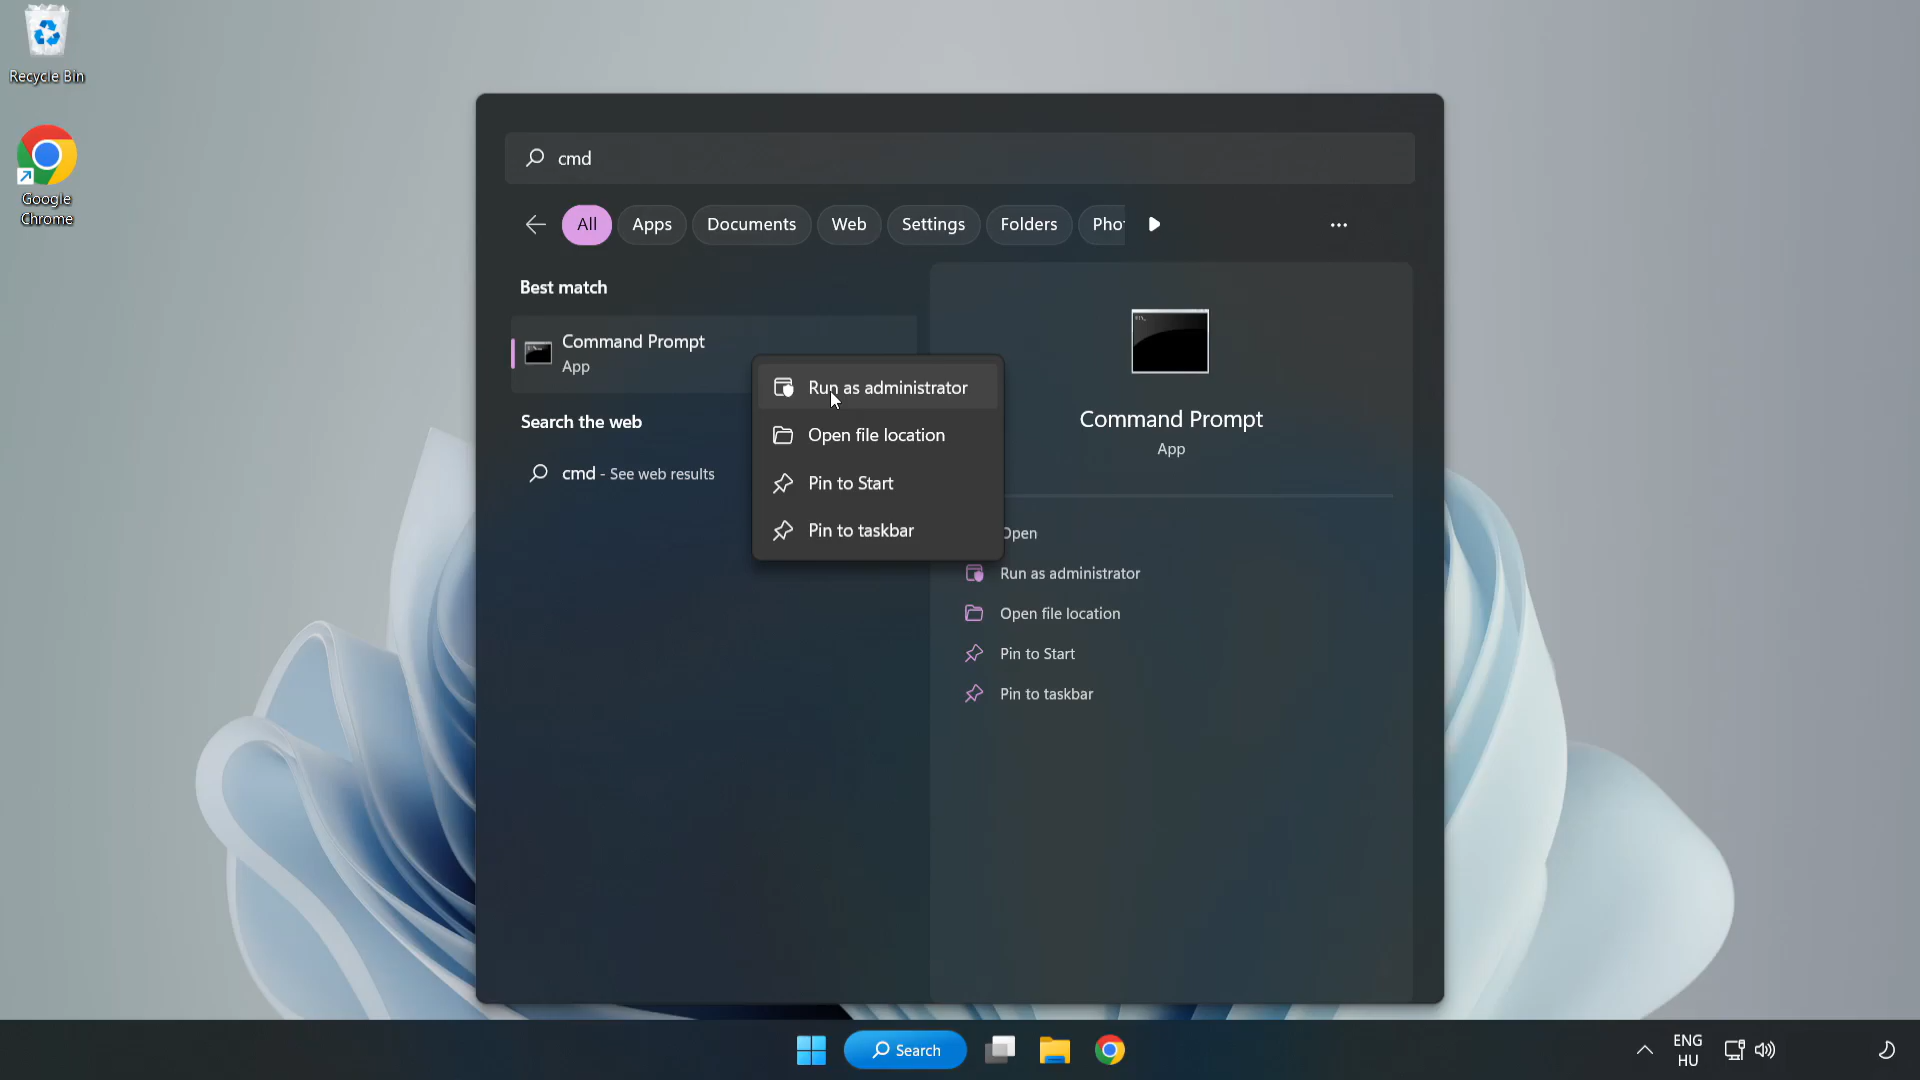 Recycle Bin
Google
Chrome
cmd
All
Apps
Documents
Web
Settings
Folders
Pho
Best match
Command Prompt
App
Search the web
cmd - See web results
Run as administrator
Open file location
Pin to Start
Pin to taskbar
Command Prompt
App
Open
Run as administrator
Open file location
Pin to Start
Pin to taskbar
Search
ENG
HU